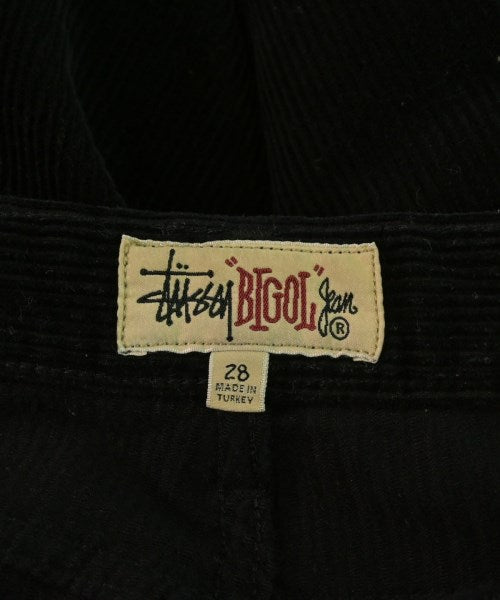 STÜSSY "BIGOL" Jean ®
28
MADE IN
TURKEY